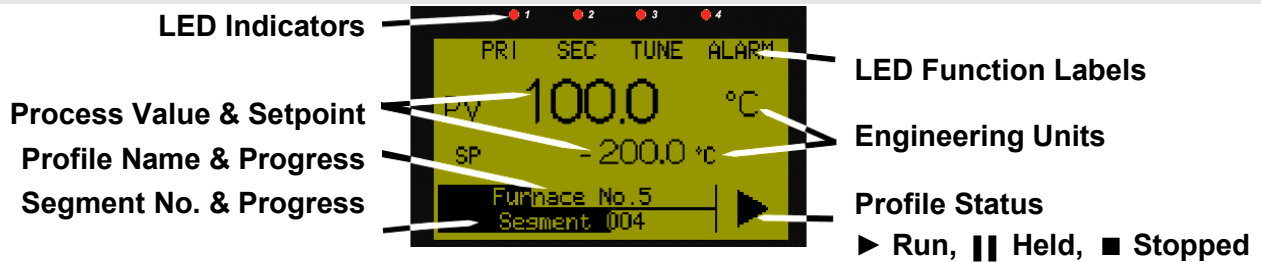 LED Indicators
1 2 3 4
PRI SEC TUNE ALARM
LED Function Labels
Process Value & Setpoint
PV 100.0 °C
Engineering Units
SP -200.0 °C
Profile Name & Progress
Furnace No.5
Segment No. & Progress
Segment 004
Profile Status
► Run, ❚❚ Held, ■ Stopped